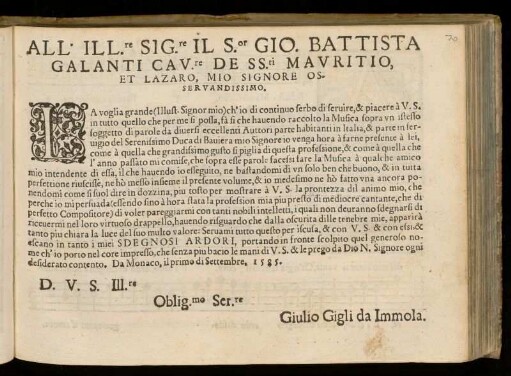 70
ALL' ILL.re SIG.re IL S.or GIO. BATTISTA
GALANTI CAV.re DE SS.ti MAVRITIO,
ET LAZARO, MIO SIGNORE OS-
SERVANDISSIMO.
LA voglia grande (Illust. Signor mio) ch'io di continuo serbo di seruire, & piacere à V. S.
in tutto quello che per me si possa, fà si che hauendo raccolto la Musica sopra vn istesso
soggetto di parole da diuersi eccellenti Auttori parte habitanti in Italia, & parte in ser-
uigio del Serenissimo Duca di Bauiera mio Signore io venga hora à farne presente à lei,
come à quella che grandissimo gusto si piglia di questa professione, & come à quella che
l'anno passato mi comise, che sopra esse parole facessi far la Musica à qualche amico
mio intendente di essa, il che hauendo io esseguito, ne bastandomi di vn solo ben che buono, & in tutta
perfettione riuscisse, ne hò messo insieme il presente volume, & io medesimo ne hò fatto vna ancora po-
nendomi come si suol dire in dozzina, più tosto per mostrare à V. S. la prontezza dil animo mio, che
perche io mi persuada (essendo sino à hora stata la professtion mia più presto di mediocre cantante, che di
perfetto Compositore) di voler pareggiarmi con tanti nobili intelletti, i quali non deuranno sdegnarsi di
riceuermi nel loro virtuoso drappello, hauendo risguardo che dalla oscurità dille tenebre mie, apparirà
tanto piu chiara la luce del suo multo valore: Seruami tutto questo per iscusa, & con V. S. & con essi, &
escano in tanto i miei SDEGNOSI ARDORI, portando in fronte scolpito quel generoso no-
me ch'io porto nel core impresso, che senza piu bacio le mani di V. S. & le prego da Dio N. Signore ogni
desiderato contento. Da Monaco, il primo di Settembre. 1585.
D. V. S. Ill.re
Oblig.mo Ser.re
Giulio Gigli da Immola.